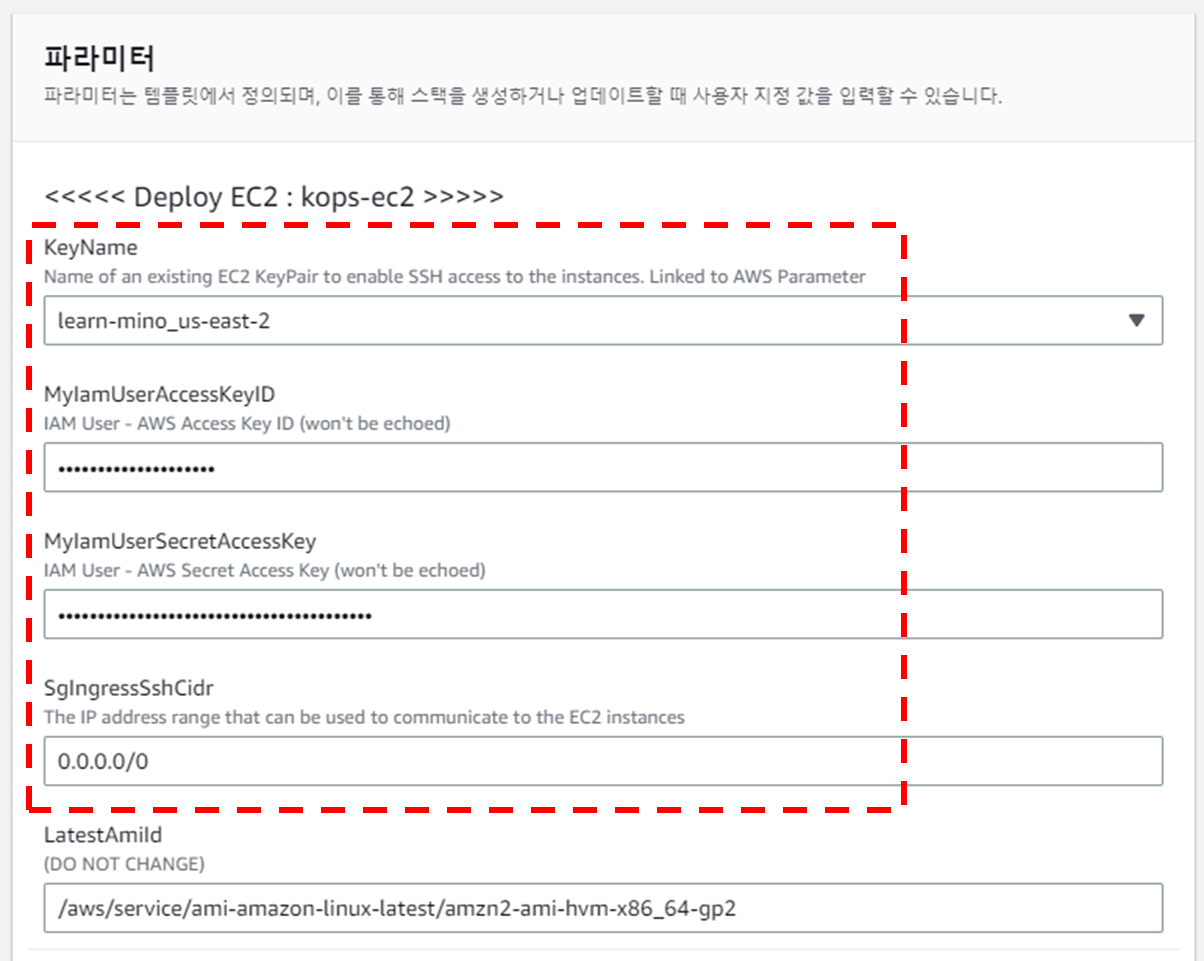 파라미터
파라미터는 템플릿에서 정의되며, 이를 통해 스택을 생성하거나 업데이트할 때 사용자 지정 값을 입력할 수 있습니다.
<<<<< Deploy EC2 : kops-ec2 >>>>>
KeyName
Name of an existing EC2 KeyPair to enable SSH access to the instances. Linked to AWS Parameter
learn-mino_us-east-2
MyIamUserAccessKeyID
IAM User - AWS Access Key ID (won't be echoed)
••••••••••••••••••••
MyIamUserSecretAccessKey
IAM User - AWS Secret Access Key (won't be echoed)
••••••••••••••••••••••••••••••••••••••••
SgIngressSshCidr
The IP address range that can be used to communicate to the EC2 instances
0.0.0.0/0
LatestAmiId
(DO NOT CHANGE)
/aws/service/ami-amazon-linux-latest/amzn2-ami-hvm-x86_64-gp2